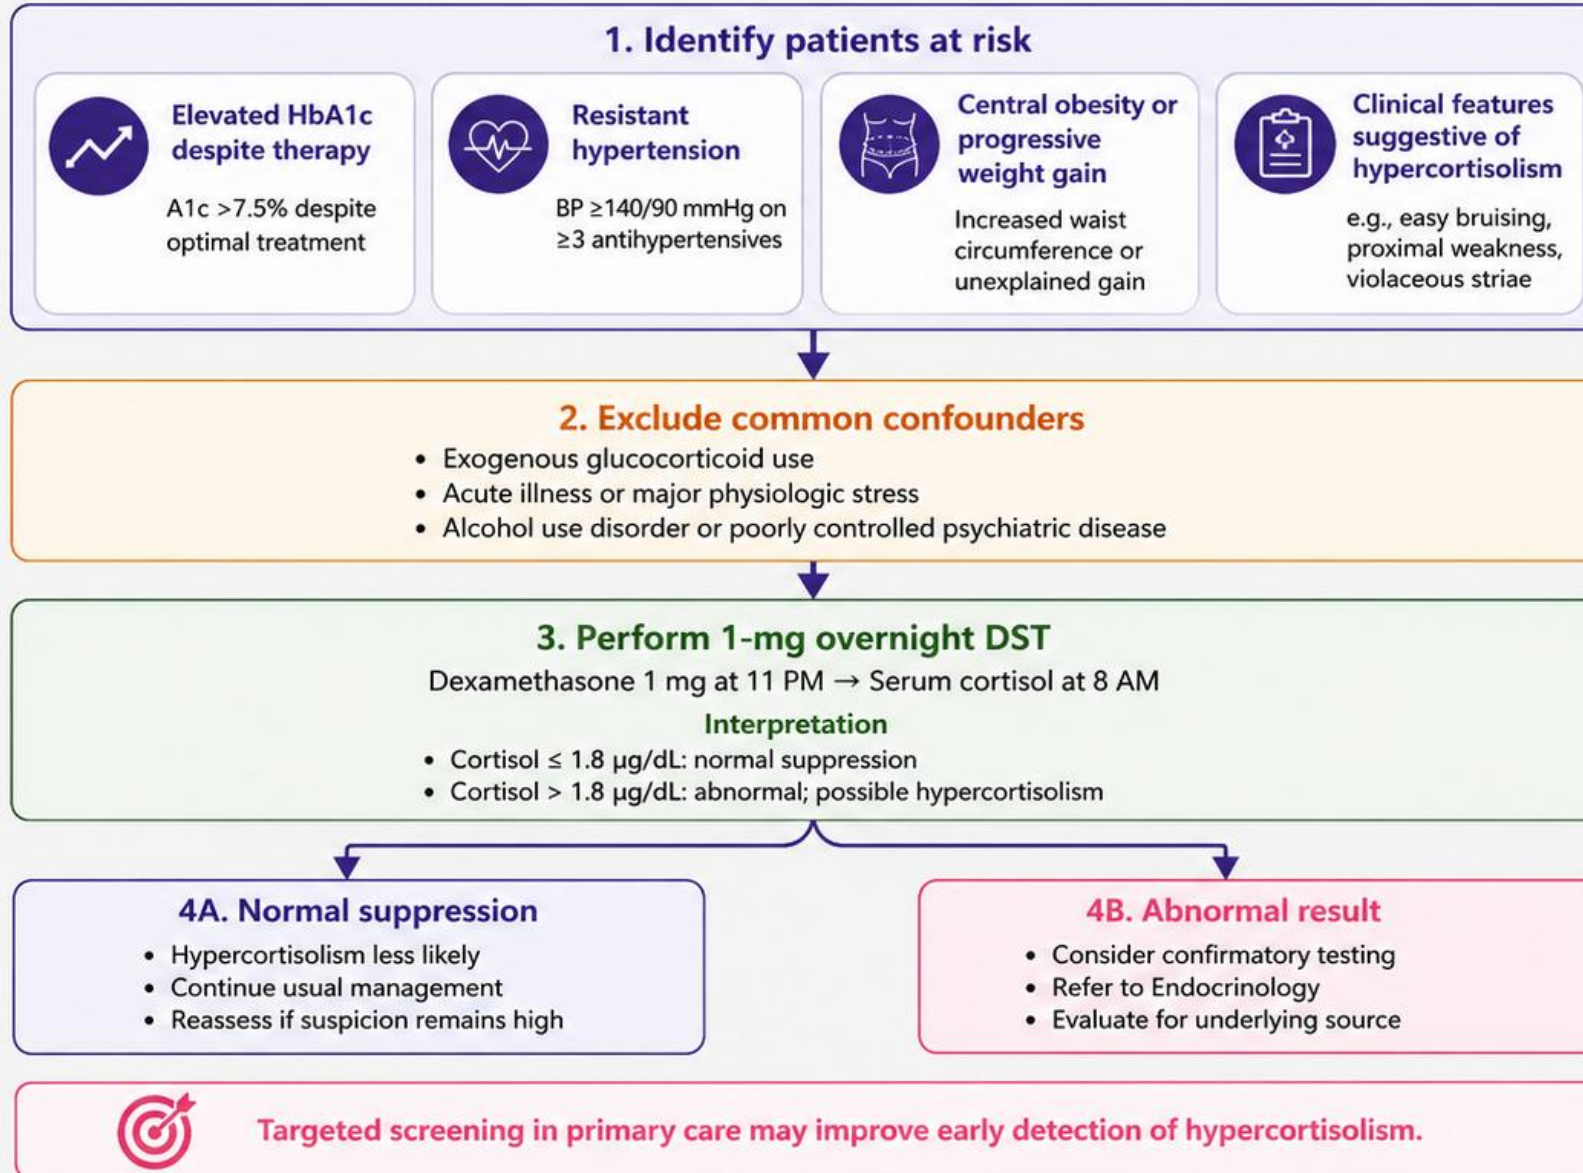 1. Identify patients at risk
Elevated HbA1c
despite therapy
A1c >7.5% despite
optimal treatment
Resistant
hypertension
BP ≥140/90 mmHg on
≥3 antihypertensives
Central obesity or
progressive
weight gain
Increased waist
circumference or
unexplained gain
Clinical features
suggestive of
hypercortisolism
e.g., easy bruising,
proximal weakness,
violaceous striae
2. Exclude common confounders
• Exogenous glucocorticoid use
• Acute illness or major physiologic stress
• Alcohol use disorder or poorly controlled psychiatric disease
3. Perform 1-mg overnight DST
Dexamethasone 1 mg at 11 PM → Serum cortisol at 8 AM
Interpretation
• Cortisol ≤ 1.8 µg/dL: normal suppression
• Cortisol > 1.8 µg/dL: abnormal; possible hypercortisolism
4A. Normal suppression
• Hypercortisolism less likely
• Continue usual management
• Reassess if suspicion remains high
4B. Abnormal result
• Consider confirmatory testing
• Refer to Endocrinology
• Evaluate for underlying source
Targeted screening in primary care may improve early detection of hypercortisolism.